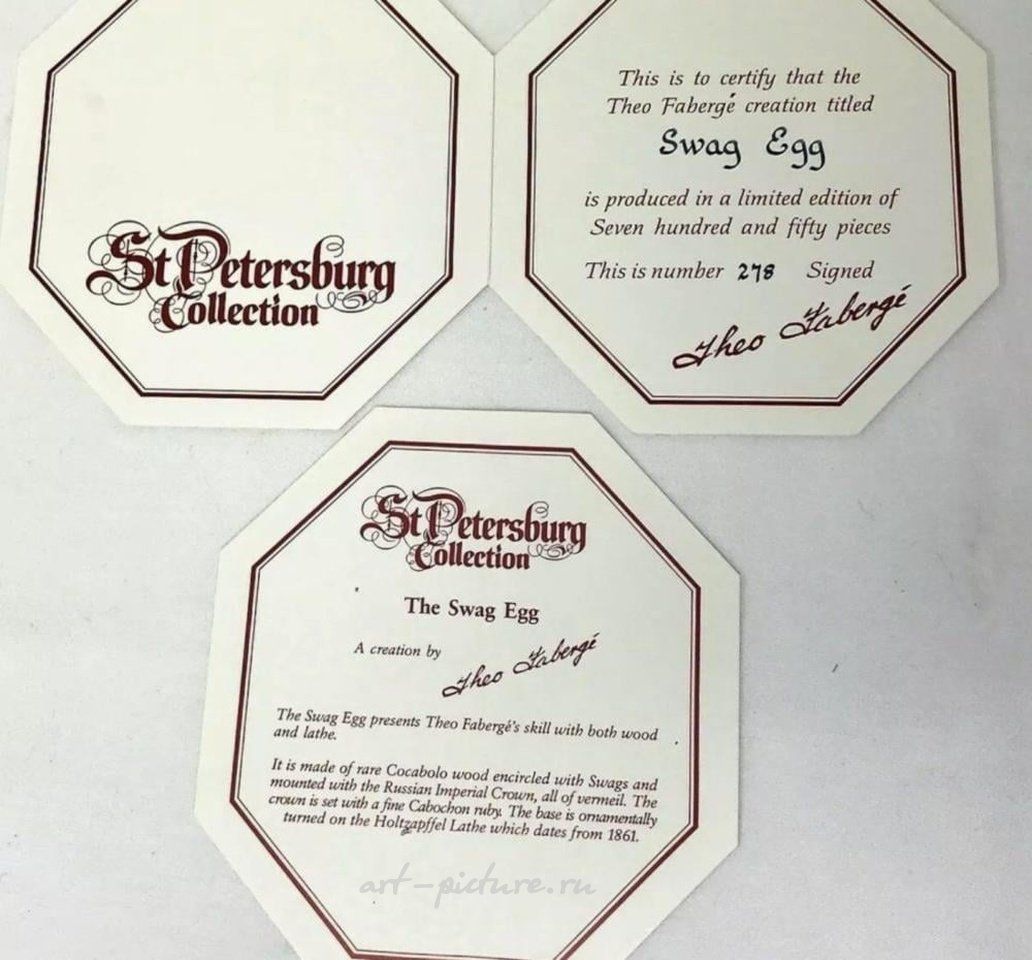 St Petersburg
Collection
This is to certify that the
Theo Fabergé creation titled
Swag Egg
is produced in a limited edition of
Seven hundred and fifty pieces
This is number 278 Signed
Theo Fabergé
St Petersburg
Collection
The Swag Egg
A creation by
Theo Fabergé
The Swag Egg presents Theo Fabergé's skill with both wood
and lathe.
It is made of rare Cocabolo wood encircled with Swags and
mounted with the Russian Imperial Crown, all of vermeil. The
crown is set with a fine Cabochon ruby. The base is ornamentally
turned on the Holtzapffel Lathe which dates from 1861.
art-picture.ru